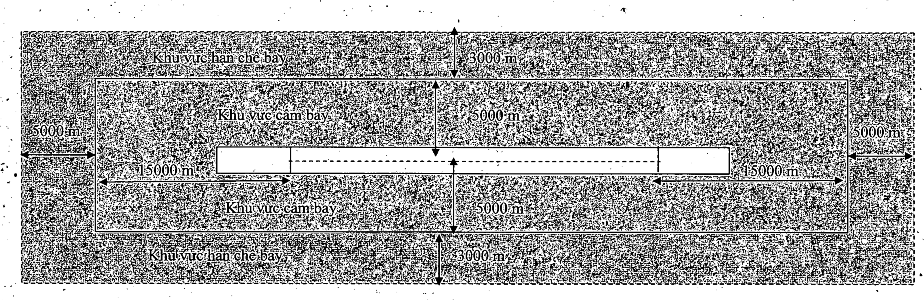 Khu vực hạn chế bay
3000 m
Khu vực cấm bay
5000 m
5000 m
5000 m
15000 m
15000 m
Khu vực cấm bay
5000 m
Khu vực hạn chế bay
3000 m